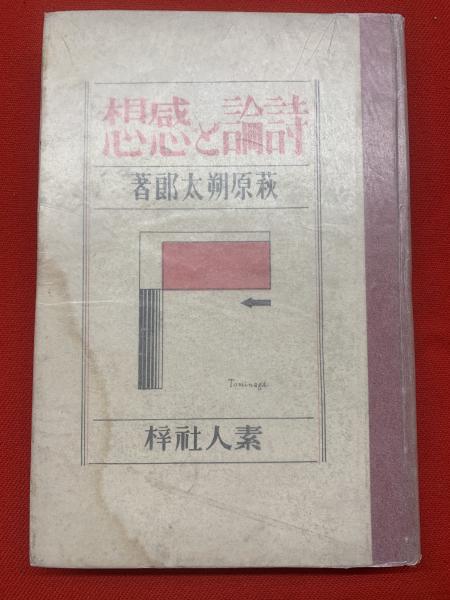 詩論と感想
萩原朔太郎著
Tominaga
素人社梓